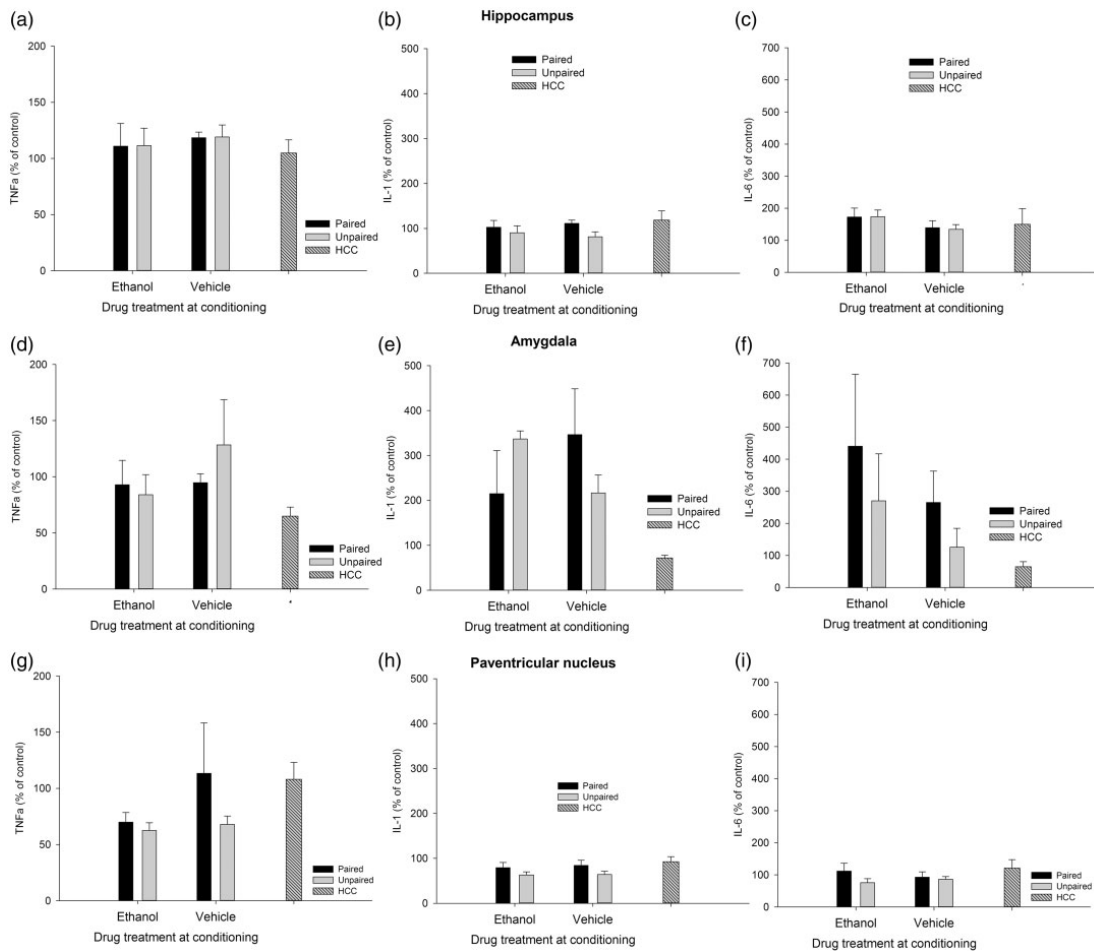 (a)
TNFa (% of control)
200
150
100
50
0
Ethanol
Vehicle
Paired
Unpaired
HCC
Drug treatment at conditioning
(b)
Hippocampus
IL-1 (% of control)
500
400
300
200
100
0
Paired
Unpaired
HCC
Ethanol
Vehicle
Drug treatment at conditioning
(c)
IL-6 (% of control)
700
600
500
400
300
200
100
0
Paired
Unpaired
HCC
Ethanol
Vehicle
Drug treatment at conditioning
(d)
TNFa (% of control)
200
150
100
50
0
Paired
Unpaired
HCC
Ethanol
Vehicle
Drug treatment at conditioning
(e)
Amygdala
IL-1 (% of control)
500
400
300
200
100
0
Paired
Unpaired
HCC
Ethanol
Vehicle
Drug treatment at conditioning
(f)
IL-6 (% of control)
700
600
500
400
300
200
100
0
Paired
Unpaired
HCC
Ethanol
Vehicle
Drug treatment at conditioning
(g)
TNFa (% of control)
200
150
100
50
0
Paired
Unpaired
HCC
Ethanol
Vehicle
Drug treatment at conditioning
(h)
Paventricular nucleus
IL-1 (% of control)
500
400
300
200
100
0
Paired
Unpaired
HCC
Ethanol
Vehicle
Drug treatment at conditioning
(i)
IL-6 (% of control)
700
600
500
400
300
200
100
0
Paired
Unpaired
HCC
Ethanol
Vehicle
Drug treatment at conditioning